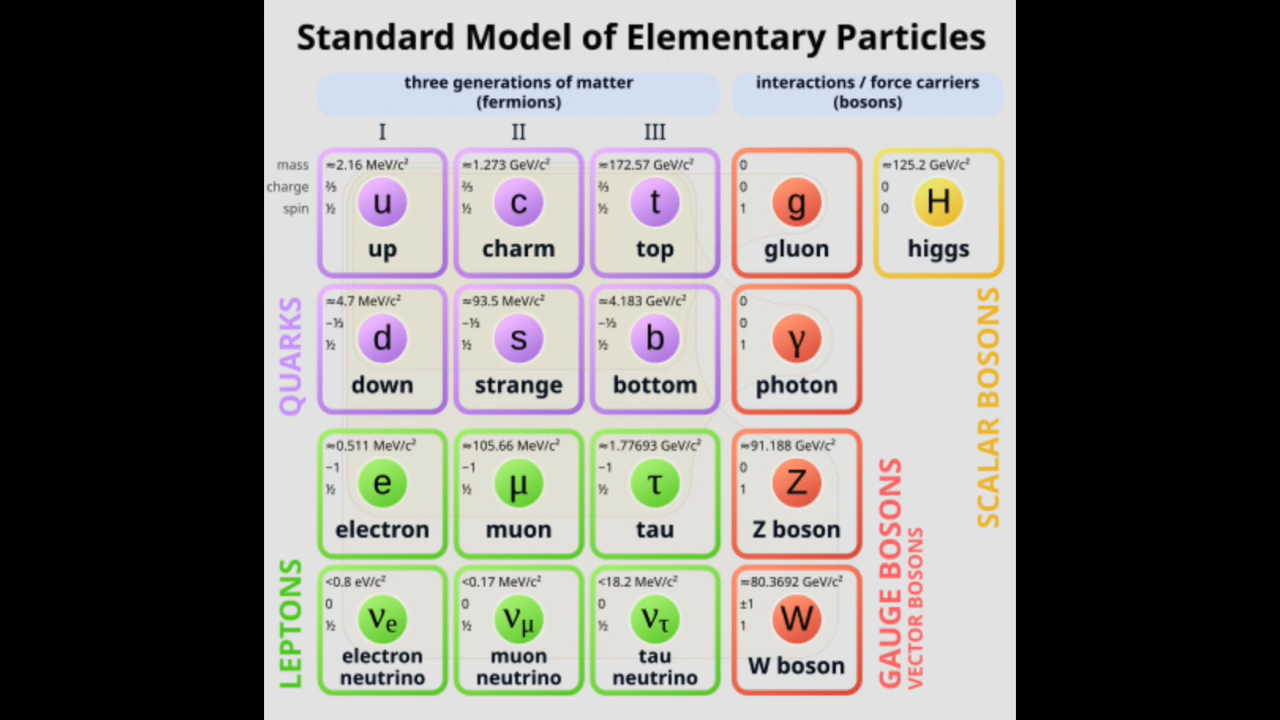 Standard Model of Elementary Particles
three generations of matter
(fermions)
interactions / force carriers
(bosons)
I II III
mass
charge
spin
≈2.16 MeV/c²
⅔
½
u
up
≈1.273 GeV/c²
⅔
½
c
charm
≈172.57 GeV/c²
⅔
½
t
top
0
0
1
g
gluon
≈125.2 GeV/c²
0
0
H
higgs
QUARKS
≈4.7 MeV/c²
−⅓
½
d
down
≈93.5 MeV/c²
−⅓
½
s
strange
≈4.183 GeV/c²
−⅓
½
b
bottom
0
0
1
γ
photon
SCALAR BOSONS
LEPTONS
≈0.511 MeV/c²
−1
½
e
electron
≈105.66 MeV/c²
−1
½
μ
muon
≈1.77693 GeV/c²
−1
½
τ
tau
≈91.188 GeV/c²
0
1
Z
Z boson
GAUGE BOSONS
VECTOR BOSONS
<0.8 eV/c²
0
½
νe
electron
neutrino
<0.17 MeV/c²
0
½
νμ
muon
neutrino
<18.2 MeV/c²
0
½
ντ
tau
neutrino
≈80.3692 GeV/c²
±1
1
W
W boson